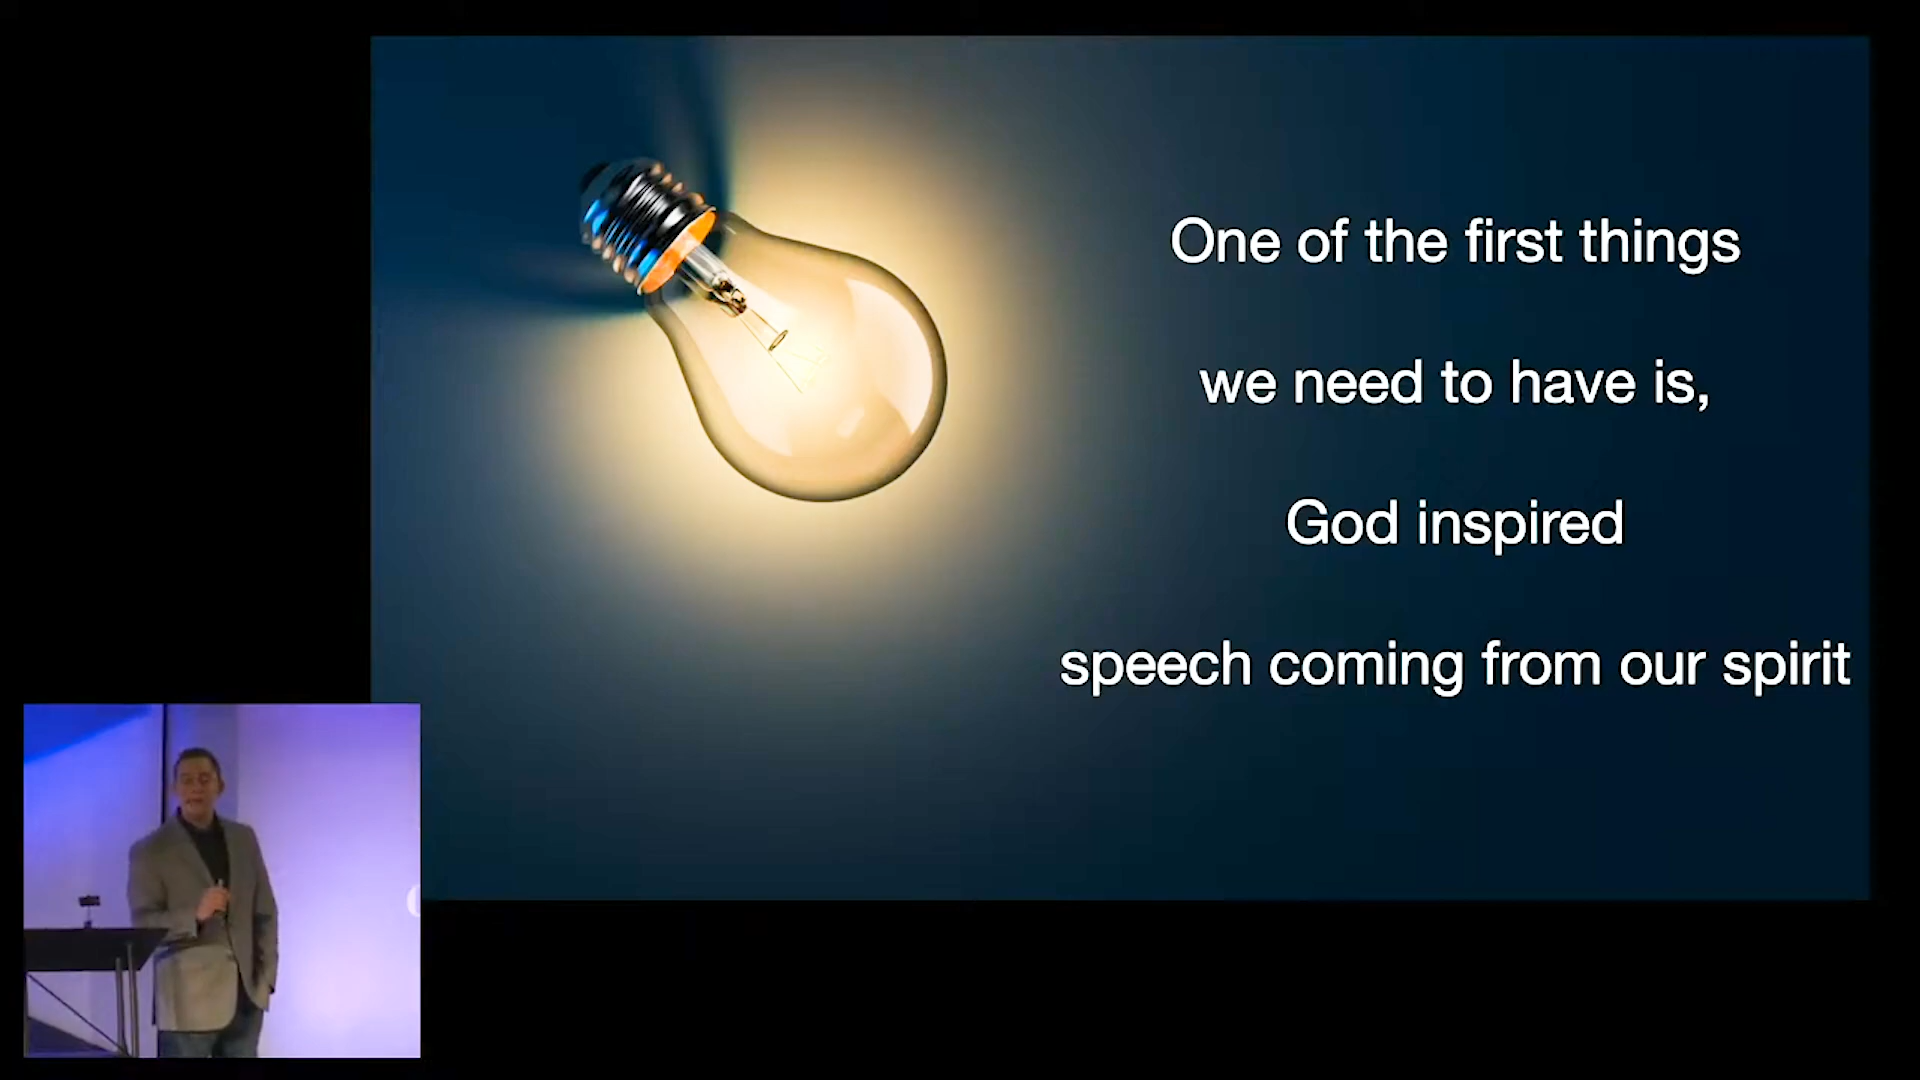 One of the first things
we need to have is,
God inspired
speech coming from our spirit